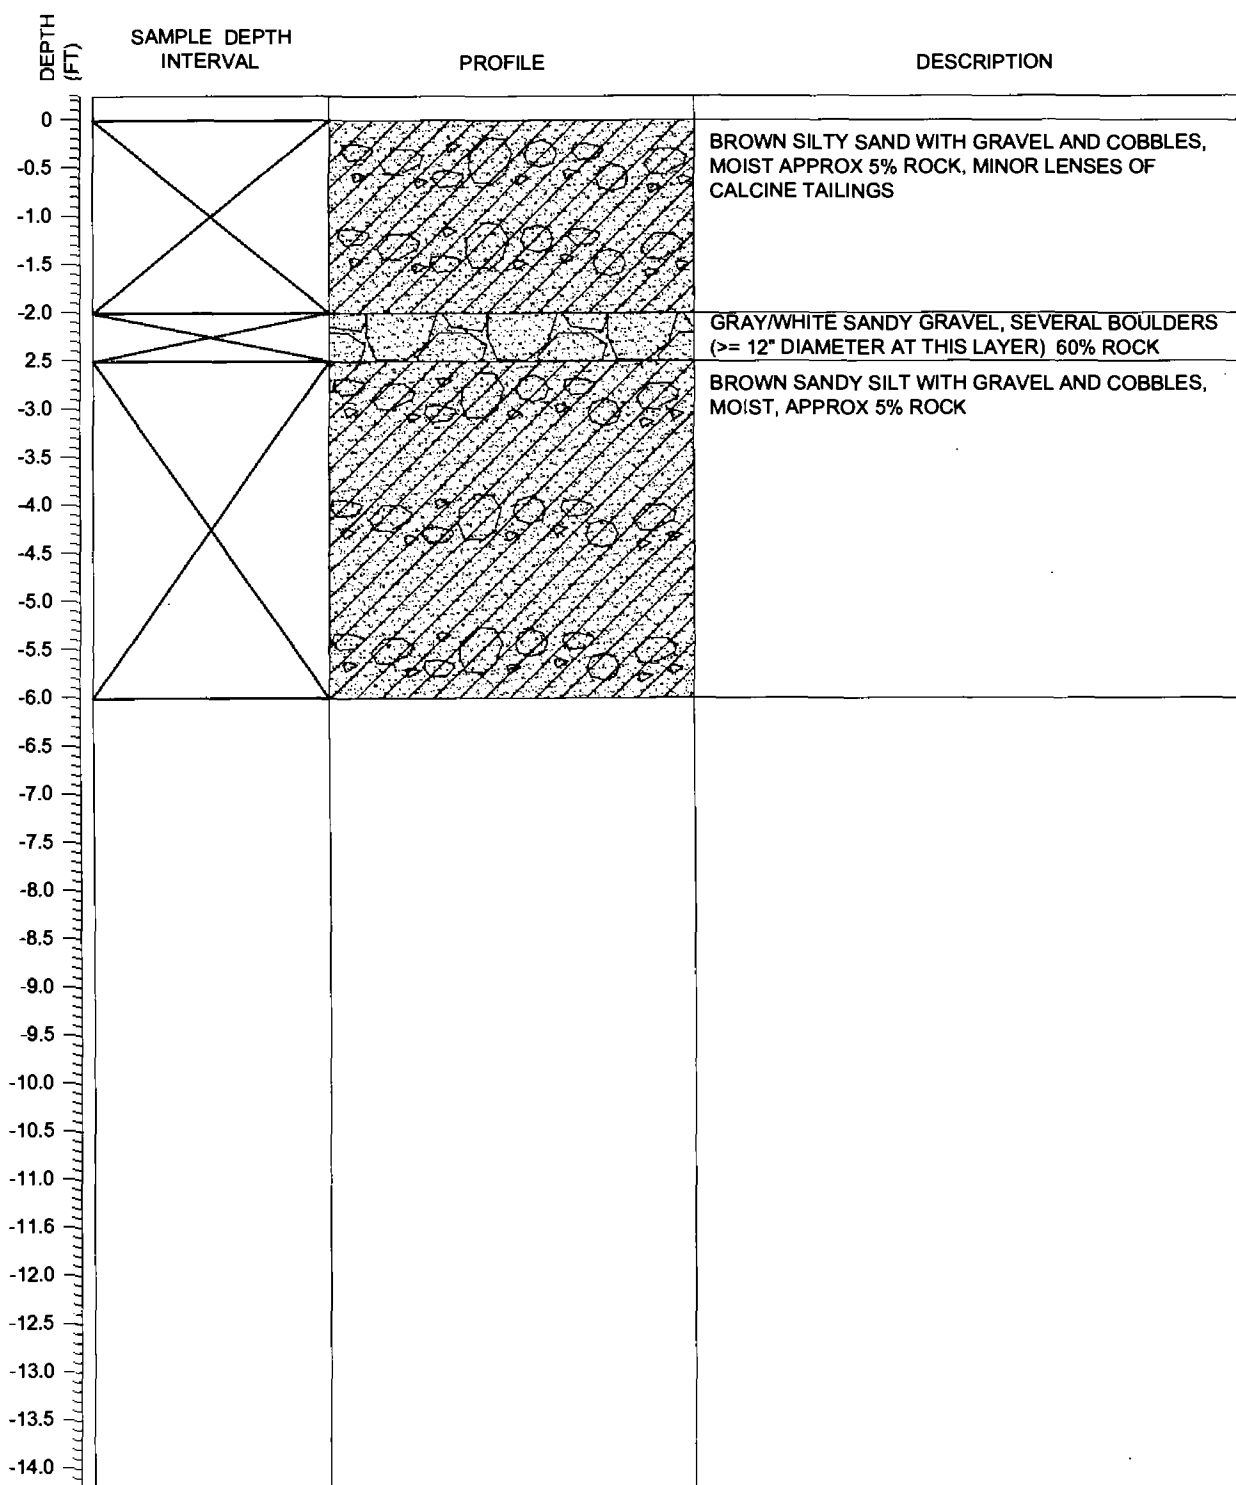 DEPTH
(FT)
SAMPLE DEPTH
INTERVAL
PROFILE
DESCRIPTION
0
-0.5
-1.0
-1.5
-2.0
2.5
-3.0
-3.5
-4.0
-4.5
-5.0
-5.5
-6.0
-6.5
-7.0
-7.5
-8.0
-8.5
-9.0
-9.5
-10.0
-10.5
-11.0
-11.6
-12.0
-12.5
-13.0
-13.5
-14.0
BROWN SILTY SAND WITH GRAVEL AND COBBLES,
MOIST APPROX 5% ROCK, MINOR LENSES OF
CALCINE TAILINGS
GRAY/WHITE SANDY GRAVEL, SEVERAL BOULDERS
(>= 12" DIAMETER AT THIS LAYER) 60% ROCK
BROWN SANDY SILT WITH GRAVEL AND COBBLES,
MOIST, APPROX 5% ROCK